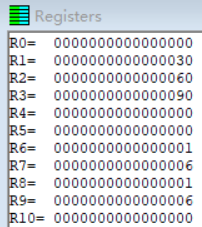 Registers
R0= 0000000000000000
R1= 0000000000000030
R2= 0000000000000060
R3= 0000000000000090
R4= 0000000000000000
R5= 0000000000000000
R6= 0000000000000001
R7= 0000000000000006
R8= 0000000000000001
R9= 0000000000000006
R10= 0000000000000000